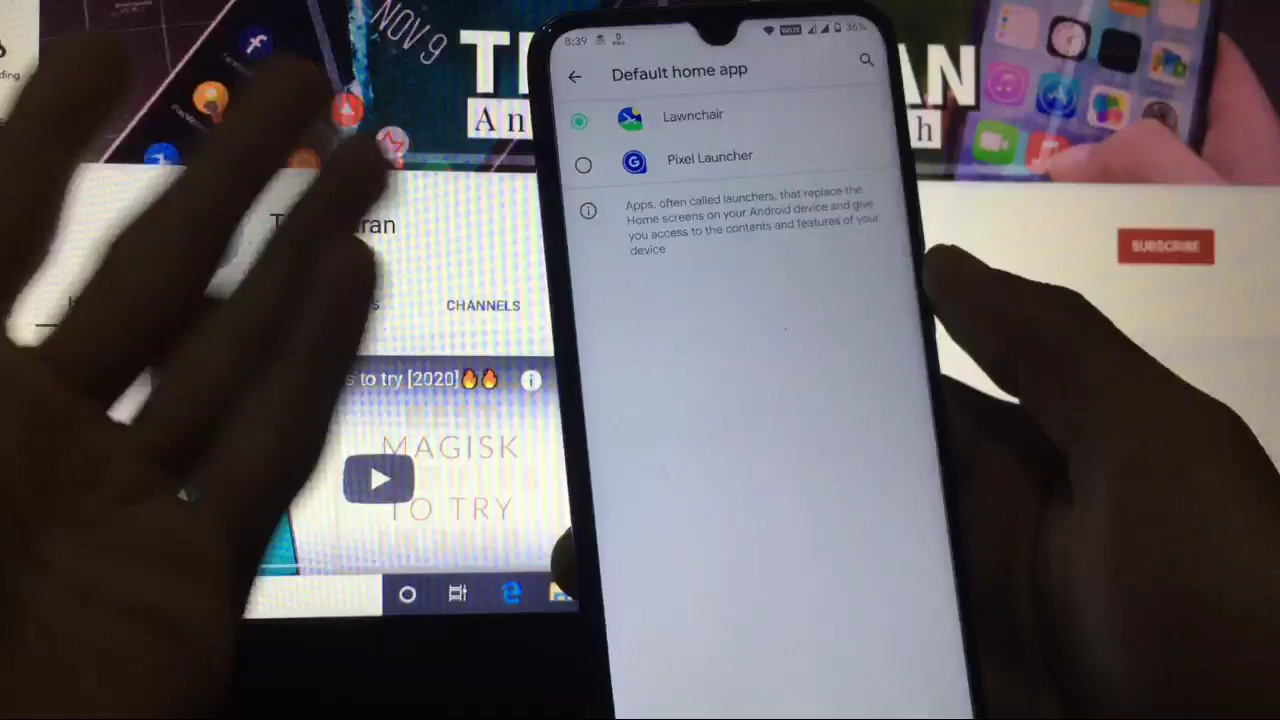 NOV 9
8:39
36%
Default home app
Lawnchair
Pixel Launcher
Apps, often called launchers, that replace the
Home screens on your Android device and give
you access to the contents and features of your
device
SUBSCRIBE
CHANNELS
s to try [2020]🔥🔥
MAGISK
TO TRY